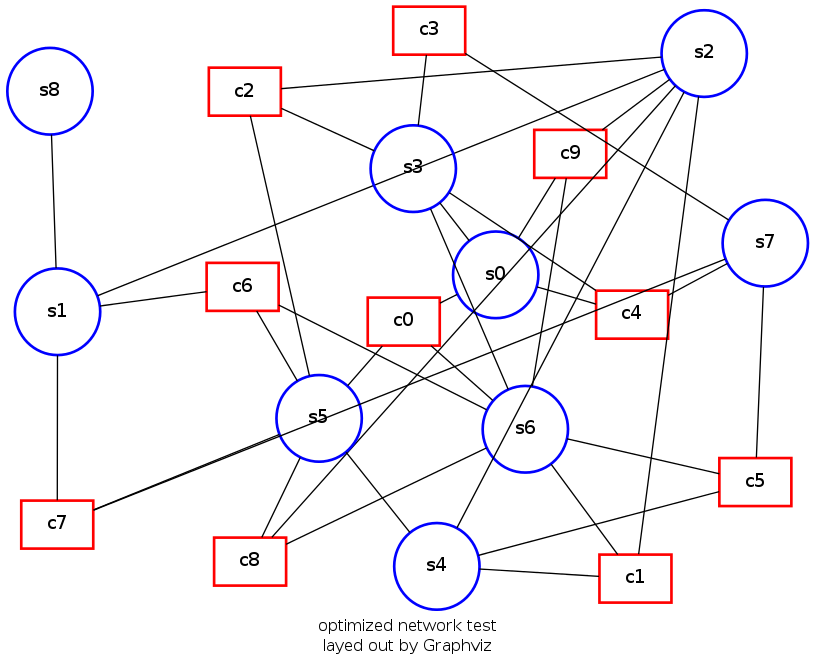 c3
s2
s8
c2
c9
s3
s7
s0
c6
s1
c4
c0
s5
s6
c5
c7
c8
s4
c1
optimized network test
layed out by Graphviz